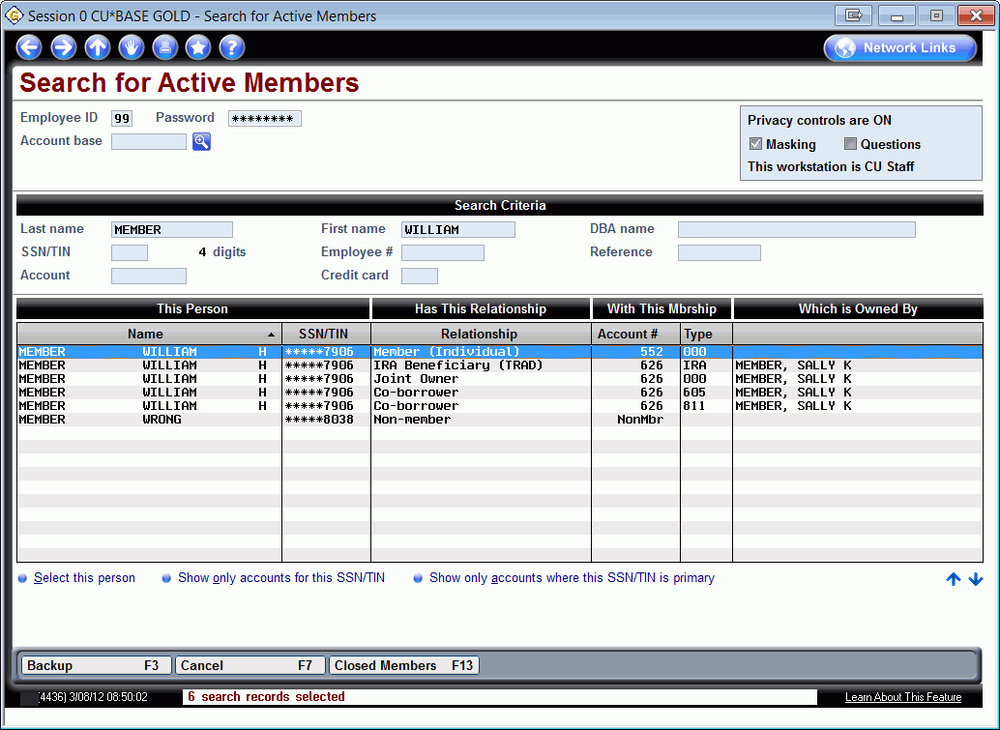 Session 0 CU*BASE GOLD - Search for Active Members
Network Links
Search for Active Members
Employee ID 99 Password ********
Account base
Privacy controls are ON
Masking Questions
This workstation is CU Staff
Search Criteria
Last name MEMBER First name WILLIAM DBA name
SSN/TIN 4 digits Employee # Reference
Account Credit card
This Person Has This Relationship With This Mbrship Which is Owned By
Name SSN/TIN Relationship Account # Type
MEMBER WILLIAM H *****7906 Member (Individual) 552 000
MEMBER WILLIAM H *****7906 IRA Beneficiary (TRAD) 626 IRA MEMBER, SALLY K
MEMBER WILLIAM H *****7906 Joint Owner 626 000 MEMBER, SALLY K
MEMBER WILLIAM H *****7906 Co-borrower 626 605 MEMBER, SALLY K
MEMBER WILLIAM H *****7906 Co-borrower 626 811 MEMBER, SALLY K
MEMBER WRONG *****8038 Non-member NonMbr
Select this person Show only accounts for this SSN/TIN Show only accounts where this SSN/TIN is primary
Backup F3 Cancel F7 Closed Members F13
(4436) 3/08/12 08:50:02 6 search records selected Learn About This Feature